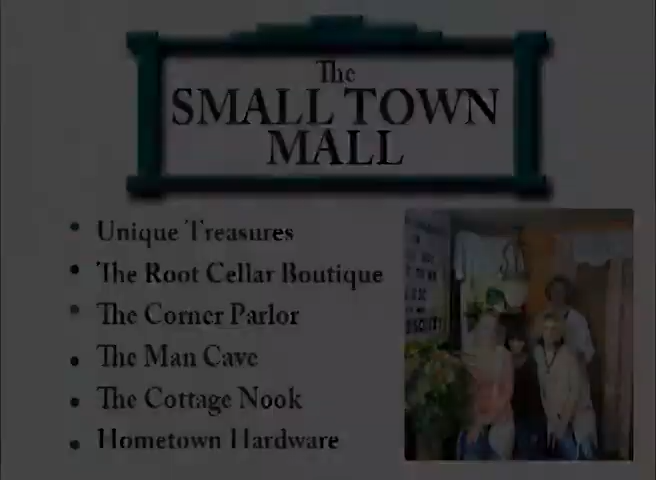 The
SMALL TOWN
MALL
• Unique Treasures
• The Root Cellar Boutique
• The Corner Parlor
• The Man Cave
• The Cottage Nook
• Hometown Hardware